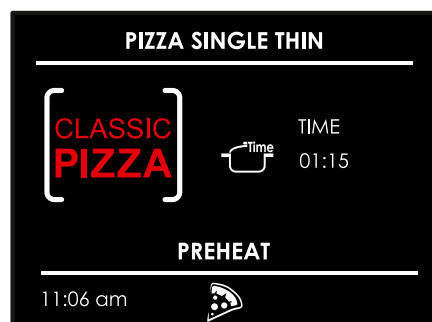 PIZZA SINGLE THIN
CLASSIC
PIZZA
Time
TIME
01:15
PREHEAT
11:06 am